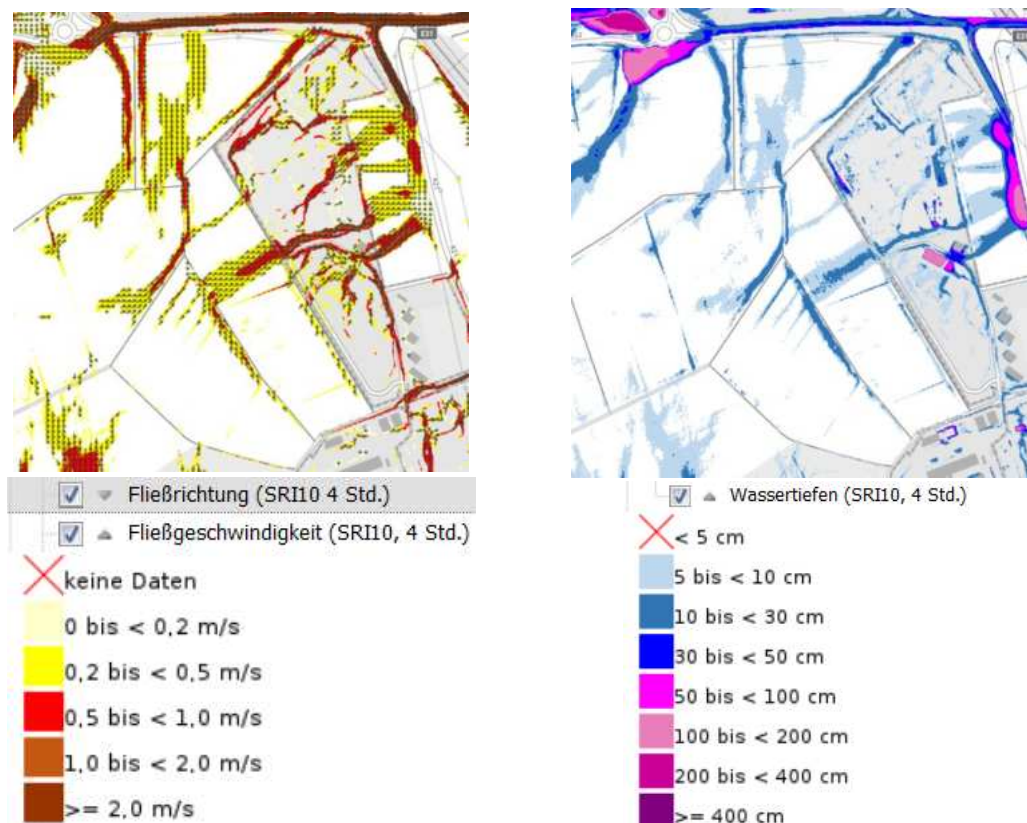 E31
E31
Fließrichtung (SRI10 4 Std.)
Fließgeschwindigkeit (SRI10, 4 Std.)
keine Daten
0 bis < 0,2 m/s
0,2 bis < 0,5 m/s
0,5 bis < 1,0 m/s
1,0 bis < 2,0 m/s
>= 2,0 m/s
Wassertiefen (SRI10, 4 Std.)
< 5 cm
5 bis < 10 cm
10 bis < 30 cm
30 bis < 50 cm
50 bis < 100 cm
100 bis < 200 cm
200 bis < 400 cm
>= 400 cm